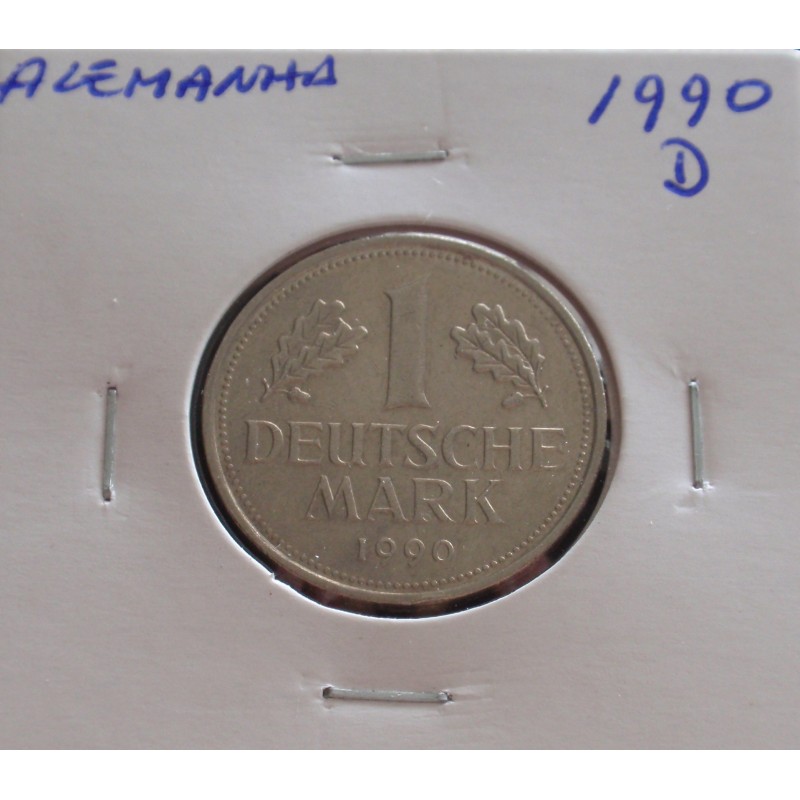 ALEMANHA
1990
D
1
DEUTSCHE
MARK
1990